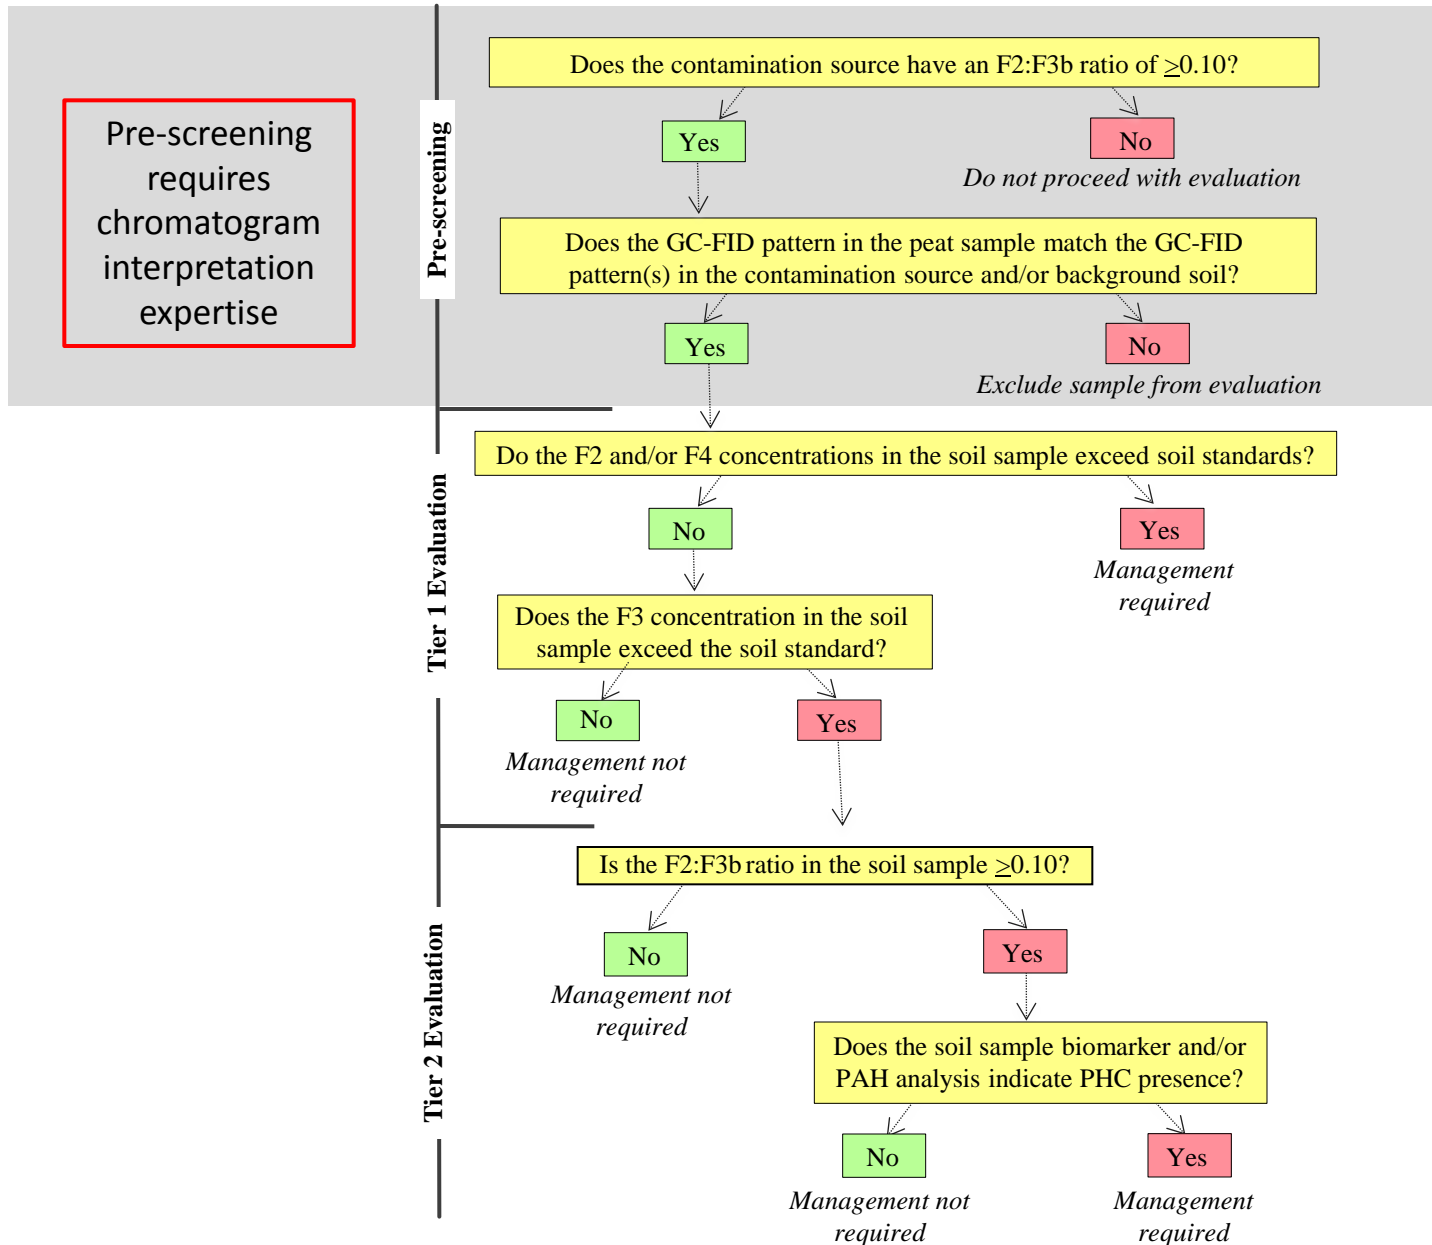 Pre-screening
requires
chromatogram
interpretation
expertise
Pre-screening
Does the contamination source have an F2:F3b ratio of ≥0.10?
Yes
No
Do not proceed with evaluation
Does the GC-FID pattern in the peat sample match the GC-FID
pattern(s) in the contamination source and/or background soil?
Yes
No
Exclude sample from evaluation
Tier 1 Evaluation
Do the F2 and/or F4 concentrations in the soil sample exceed soil standards?
No
Yes
Management
required
Does the F3 concentration in the soil
sample exceed the soil standard?
No
Yes
Management not
required
Tier 2 Evaluation
Is the F2:F3b ratio in the soil sample ≥0.10?
No
Yes
Management not
required
Does the soil sample biomarker and/or
PAH analysis indicate PHC presence?
No
Yes
Management not
required
Management
required